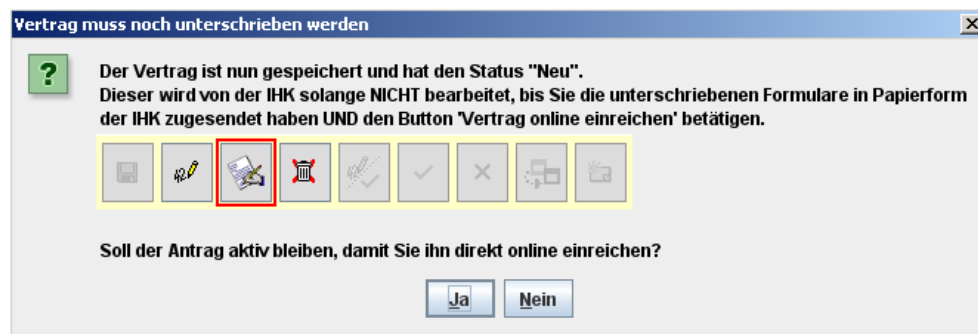 Vertrag muss noch unterschrieben werden
?
Der Vertrag ist nun gespeichert und hat den Status "Neu".
Dieser wird von der IHK solange NICHT bearbeitet, bis Sie die unterschriebenen Formulare in Papierform
der IHK zugesendet haben UND den Button 'Vertrag online einreichen' betätigen.
42
Soll der Antrag aktiv bleiben, damit Sie ihn direkt online einreichen?
Ja Nein